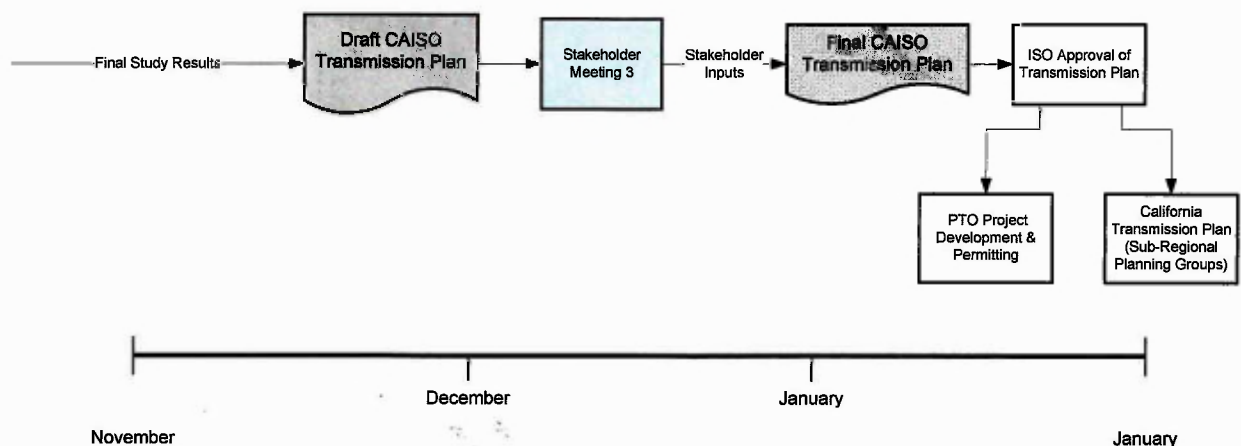 Final Study Results
Draft CAISO
Transmission Plan
Stakeholder
Meeting 3
Stakeholder
Inputs
Final CAISO
Transmission Plan
ISO Approval of
Transmission Plan
PTO Project
Development &
Permitting
California
Transmission Plan
(Sub-Regional
Planning Groups)
December
January
November
January